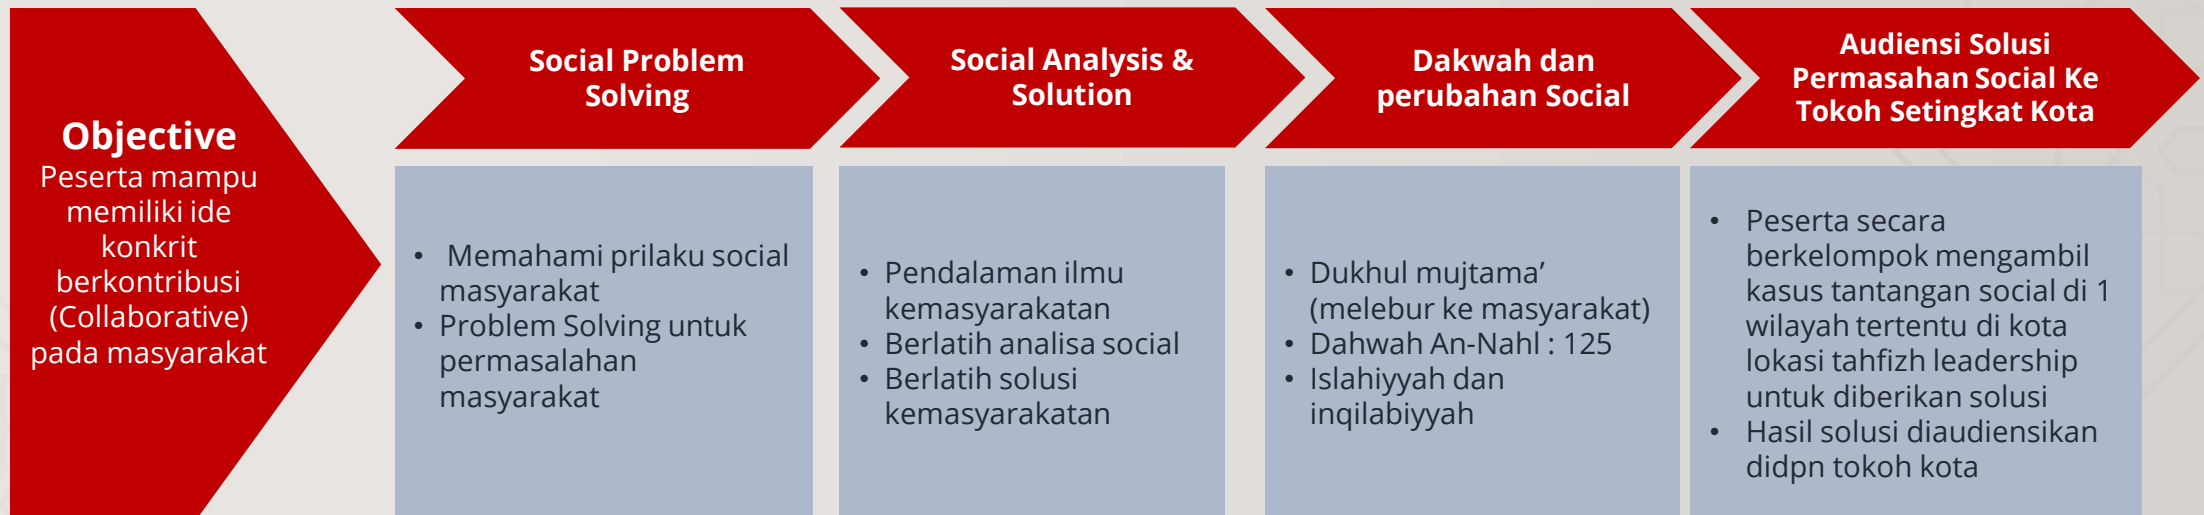 Objective
Peserta mampu
memiliki ide
konkrit
berkontribusi
(Collaborative)
pada masyarakat
Social Problem
Solving
• Memahami prilaku social
masyarakat
• Problem Solving untuk
permasalahan
masyarakat
Social Analysis &
Solution
• Pendalaman ilmu
kemasyarakatan
• Berlatih analisa social
• Berlatih solusi
kemasyarakatan
Dakwah dan
perubahan Social
• Dukhul mujtama’
(melebur ke masyarakat)
• Dahwah An-Nahl : 125
• Islahiyyah dan
inqilabiyyah
Audiensi Solusi
Permasahan Social Ke
Tokoh Setingkat Kota
• Peserta secara
berkelompok mengambil
kasus tantangan social di 1
wilayah tertentu di kota
lokasi tahfizh leadership
untuk diberikan solusi
• Hasil solusi diaudensikan
didpn tokoh kota